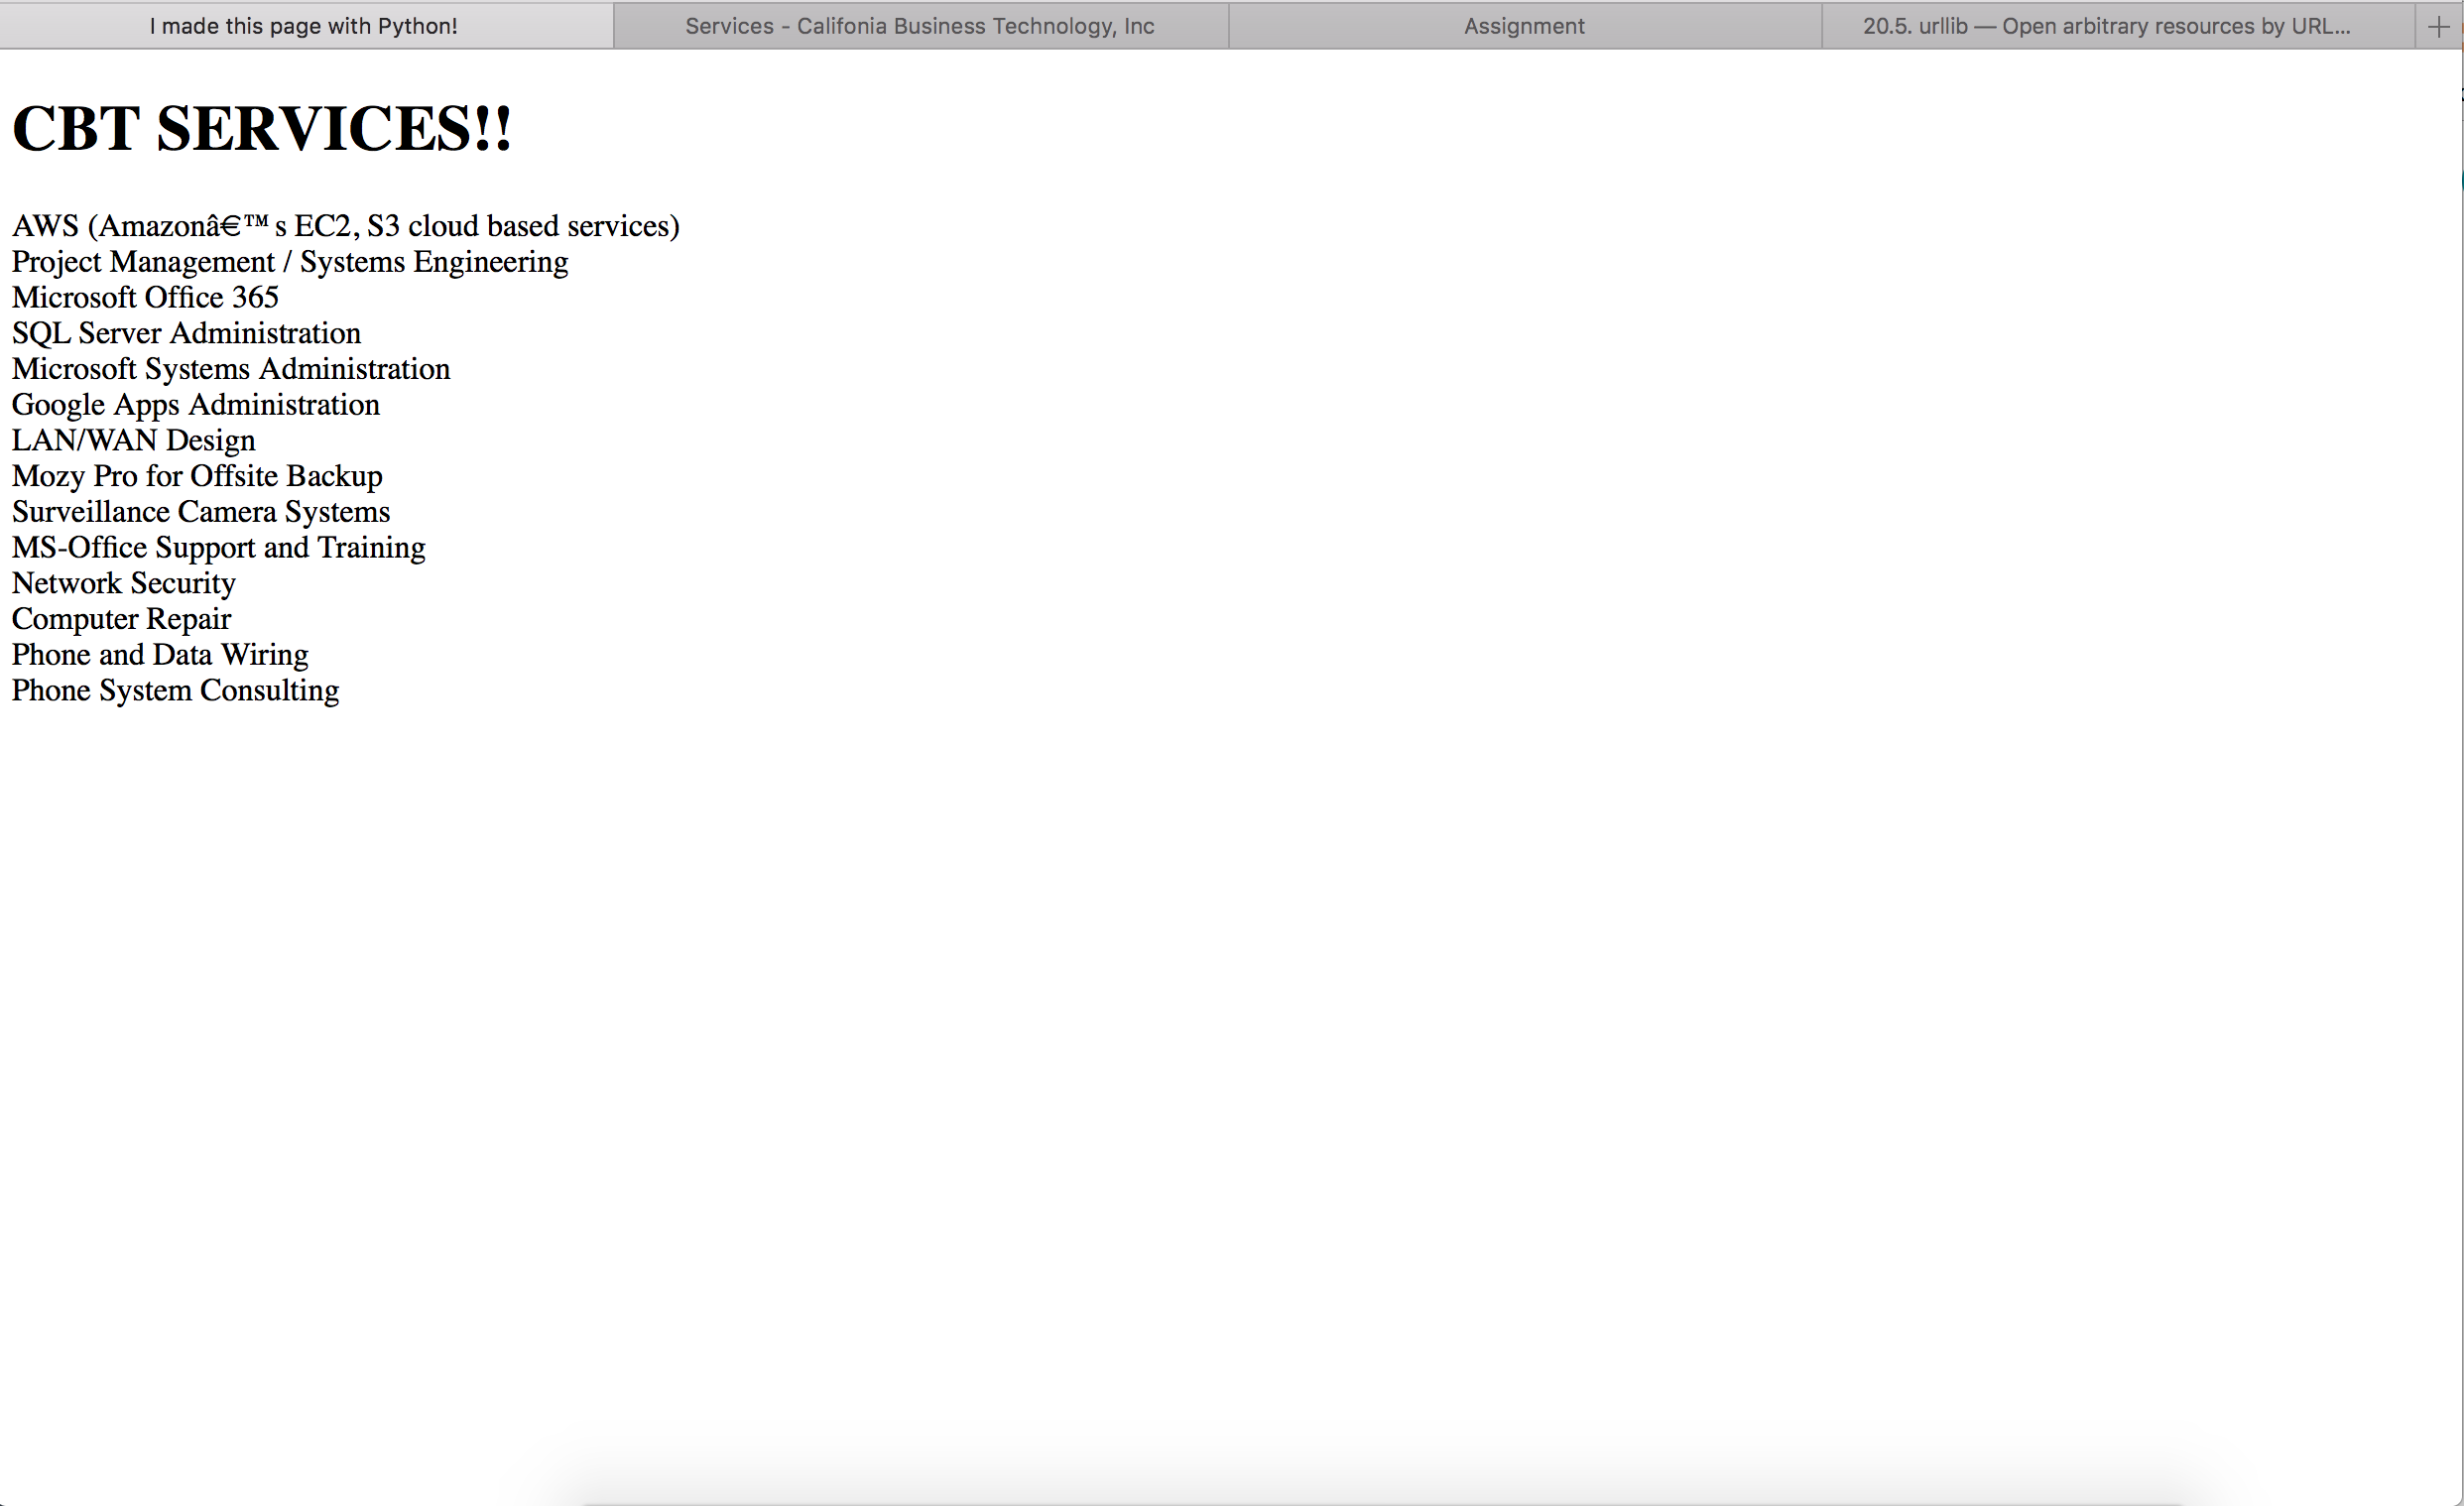 I made this page with Python!
Services - Califonia Business Technology, Inc
Assignment
20.5. urllib — Open arbitrary resources by URL...
CBT SERVICES!!
AWS (Amazonâ€™s EC2, S3 cloud based services)
Project Management / Systems Engineering
Microsoft Office 365
SQL Server Administration
Microsoft Systems Administration
Google Apps Administration
LAN/WAN Design
Mozy Pro for Offsite Backup
Surveillance Camera Systems
MS-Office Support and Training
Network Security
Computer Repair
Phone and Data Wiring
Phone System Consulting